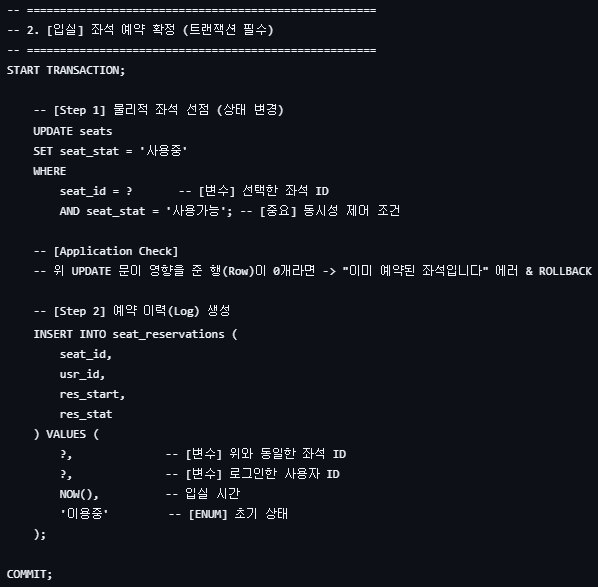 -- =====================================================
-- 2. [입실] 좌석 예약 확정 (트랜잭션 필수)
-- =====================================================
START TRANSACTION;
-- [Step 1] 물리적 좌석 선점 (상태 변경)
UPDATE seats
SET seat_stat = '사용중'
WHERE
seat_id = ? -- [변수] 선택한 좌석 ID
AND seat_stat = '사용가능'; -- [중요] 동시성 제어 조건
-- [Application Check]
-- 위 UPDATE 문이 영향을 준 행(Row)이 0개라면 -> "이미 예약된 좌석입니다" 에러 & ROLLBACK
-- [Step 2] 예약 이력(Log) 생성
INSERT INTO seat_reservations (
seat_id,
usr_id,
res_start,
res_stat
) VALUES (
?, -- [변수] 위와 동일한 좌석 ID
?, -- [변수] 로그인한 사용자 ID
NOW(), -- 입실 시간
'이용중' -- [ENUM] 초기 상태
);
COMMIT;